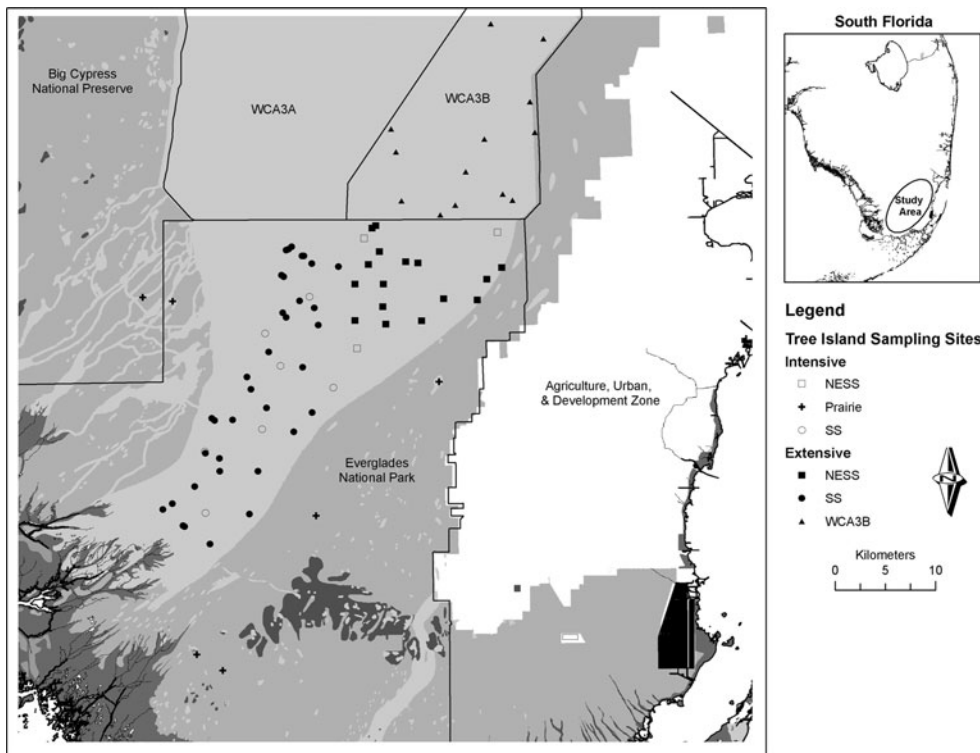 Big Cypress
National Preserve
WCA3A
WCA3B
Agriculture, Urban,
& Development Zone
Everglades
National Park
South Florida
Study
Area
Legend
Tree Island Sampling Sites
Intensive
NESS
Prairie
SS
Extensive
NESS
SS
WCA3B
N
Kilometers
0 5 10